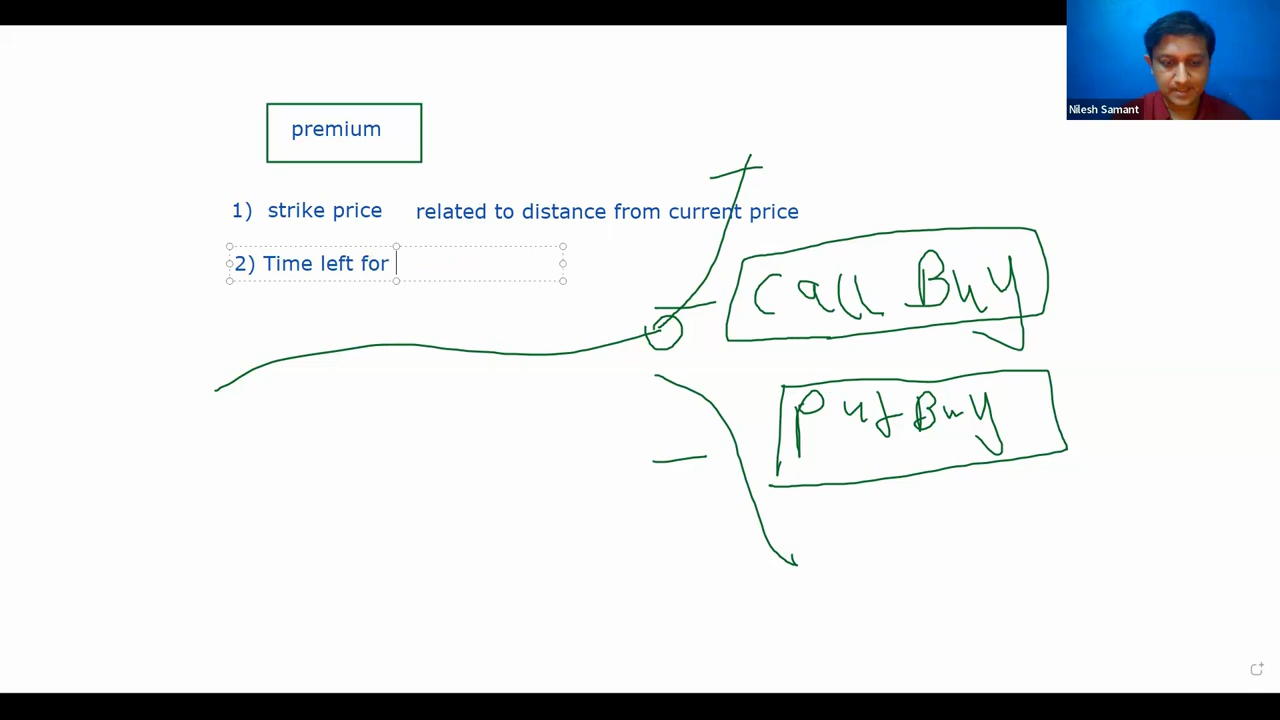 Nilesh Samant
premium
1) strike price related to distance from current price
2) Time left for
Call Buy
Put Buy